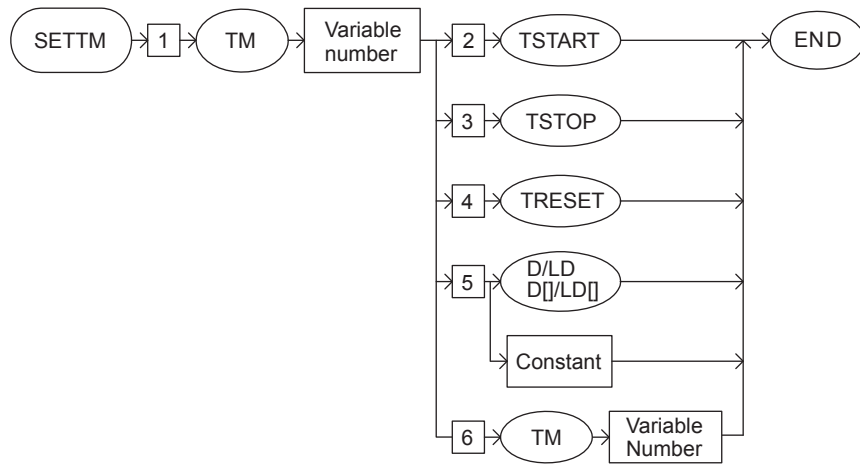 SETTM
1
TM
Variable
number
2
TSTART
END
3
TSTOP
4
TRESET
5
D/LD
D[]/LD[]
Constant
6
TM
Variable
Number